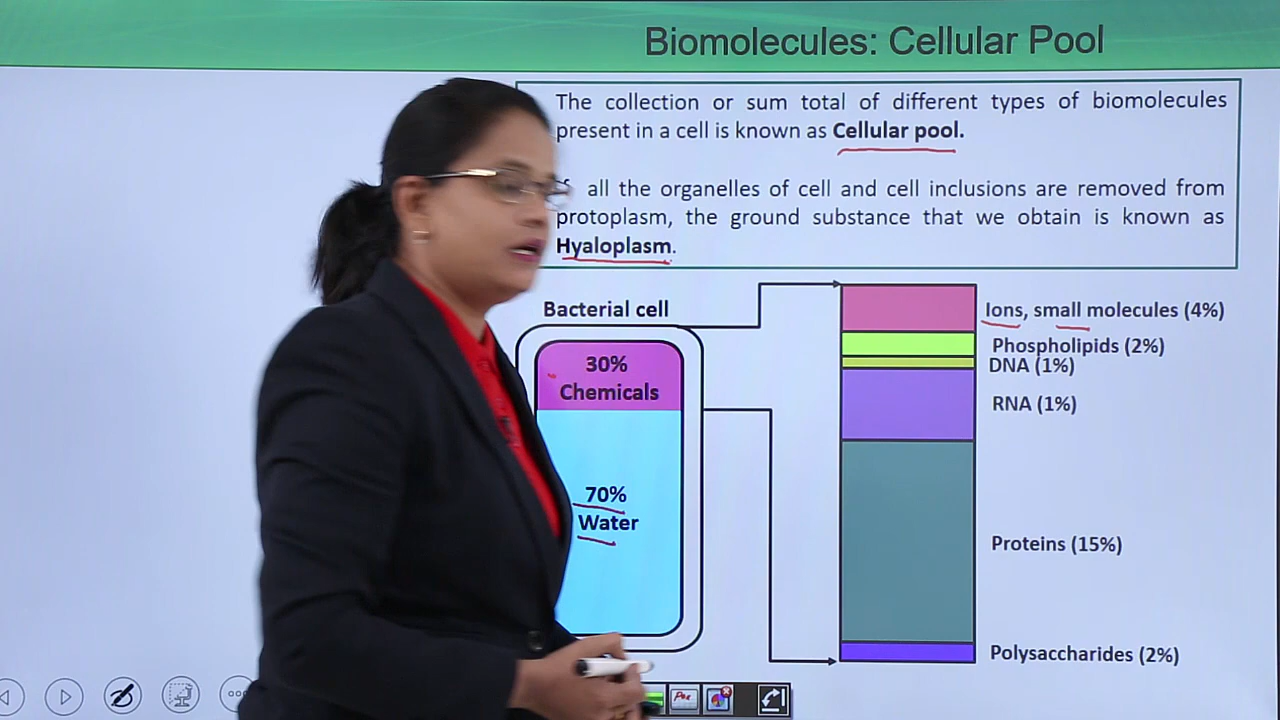 Biomolecules: Cellular Pool
The collection or sum total of different types of biomolecules
present in a cell is known as Cellular pool.
all the organelles of cell and cell inclusions are removed from
protoplasm, the ground substance that we obtain is known as
Hyaloplasm.
Bacterial cell
30%
Chemicals
70%
Water
Ions, small molecules (4%)
Phospholipids (2%)
DNA (1%)
RNA (1%)
Proteins (15%)
Polysaccharides (2%)